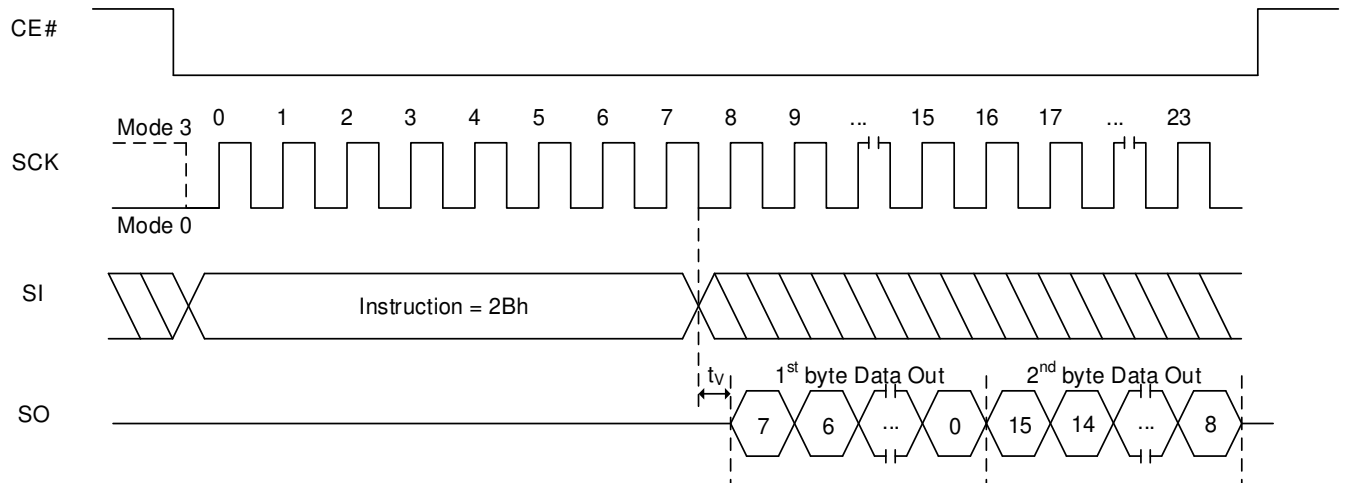 CE#
0 1 2 3 4 5 6 7 8 9 ... 15 16 17 ... 23
Mode 3
SCK
Mode 0
SI
Instruction = 2Bh
tV 1st byte Data Out 2nd byte Data Out
SO
7 6 ... 0 15 14 ... 8